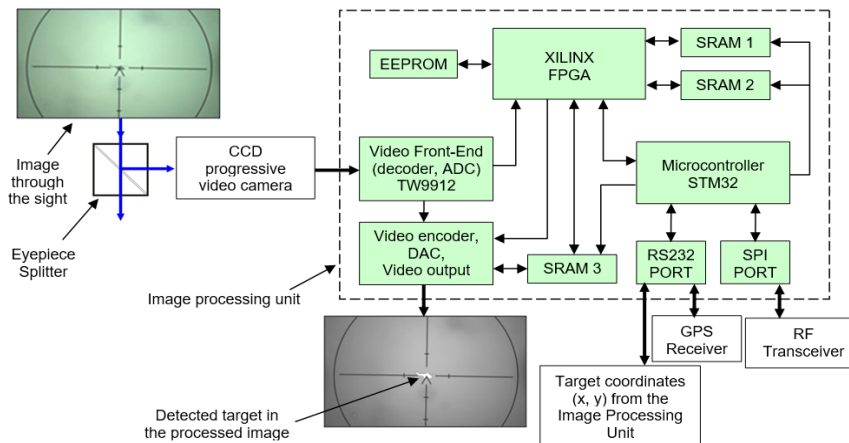 Image
through
the sight
Eyepiece
Splitter
CCD
progressive
video camera
EEPROM
XILINX
FPGA
SRAM 1
SRAM 2
Video Front-End
(decoder, ADC)
TW9912
Microcontroller
STM32
Video encoder,
DAC,
Video output
SRAM 3
RS232
PORT
SPI
PORT
Image processing unit
GPS
Receiver
RF
Transceiver
Detected target in
the processed image
Target coordinates
(x, y) from the
Image Processing
Unit